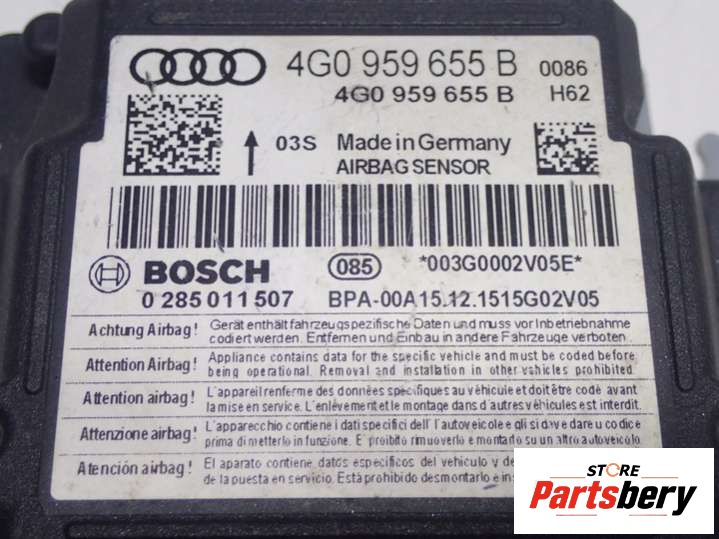 4G0 959 655 B 0086
4G0 959 655 B H62
03S Made in Germany
AIRBAG SENSOR
BOSCH 085 *003G0002V05E*
0 285 011 507 BPA-00A15.12.1515G02V05
Achtung Airbag! Gerät enthält fahrzeugspezifische Daten und muss vor Inbetriebnahme
codiert werden. Entfernen und Einbau in andere Fahrzeuge verboten.
Attention Airbag! Appliance contains data for the specific vehicle and must be coded before
being operational. Removal and installation in other vehicles prohibited.
Attention airbag! L'appareil renferme des données spécifiques au véhicule et doit être codé avant
la mise en service. L'enlèvement et le montage dans d'autres véhicules est interdit.
Attenzione airbag! L'apparecchio contiene i dati specifici dell'l'autoveicolo e gli si deve dare u codice
prima di metterlo in funzione. E' proibito rimuoverlo e montarlo su un altro autoveicolo.
Atención airbag! El aparato contiene datos específicos del vehículo y de
de la puesta en servicio. Está prohibido desmontarlo e ins
STORE
Partsbery